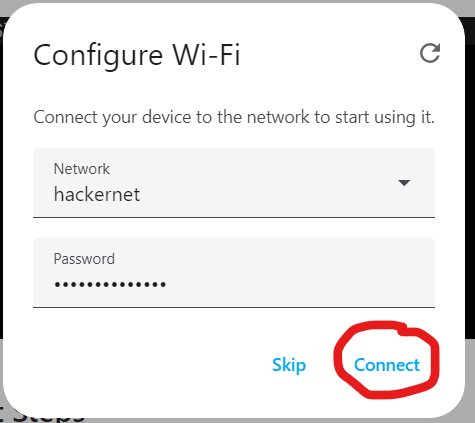 Configure Wi-Fi
Connect your device to the network to start using it.
Network
hackernet
Password
••••••••••••••
Skip
Connect
Steps